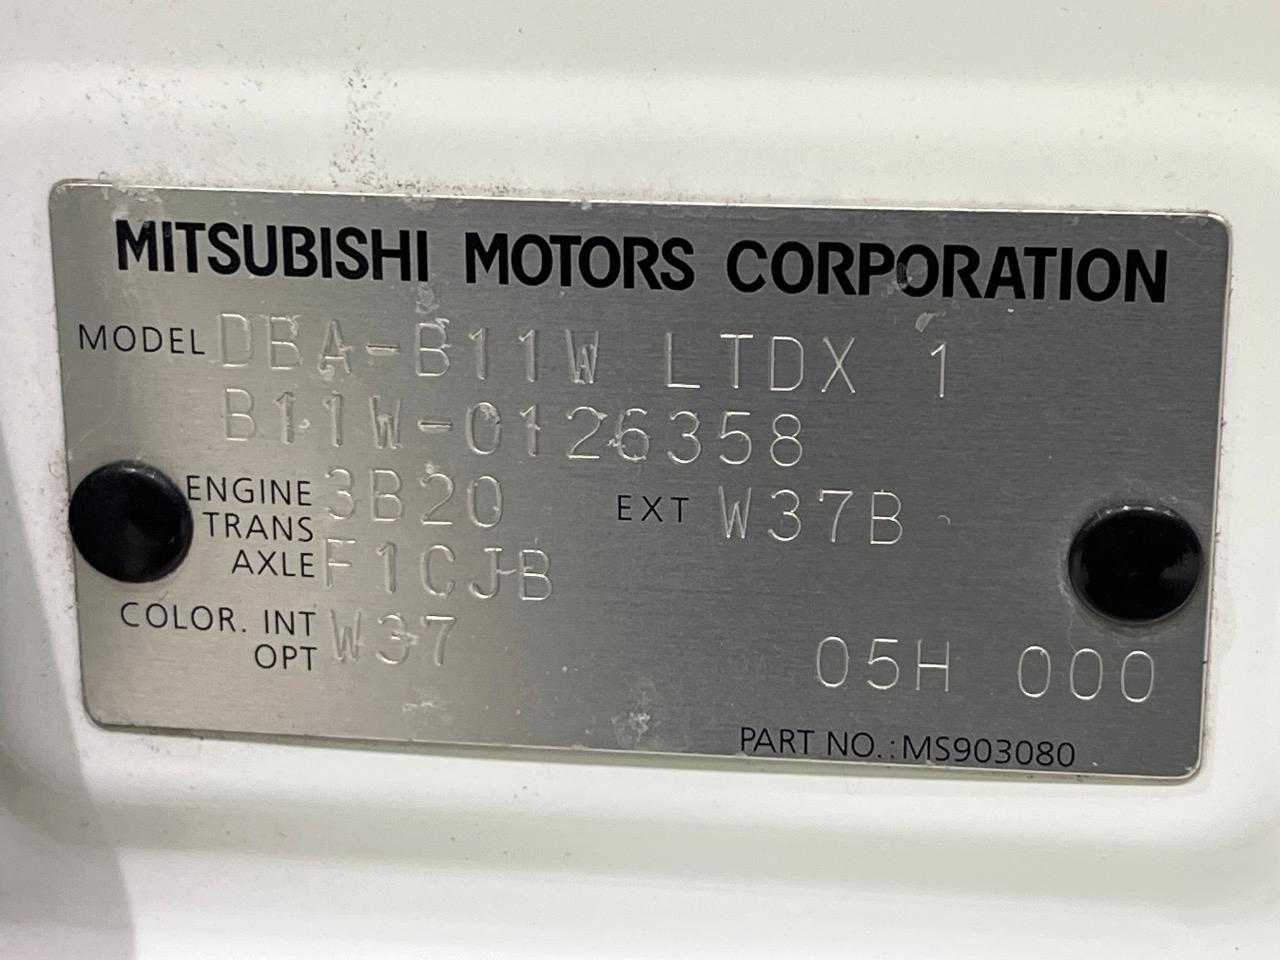 MITSUBISHI MOTORS CORPORATION
MODEL DBA-B11W LTDX 1
B11W-0126358
ENGINE 3B20 EXT W37B
TRANS
AXLE F1CJB
COLOR. INT W37
OPT 05H 000
PART NO.:MS903080